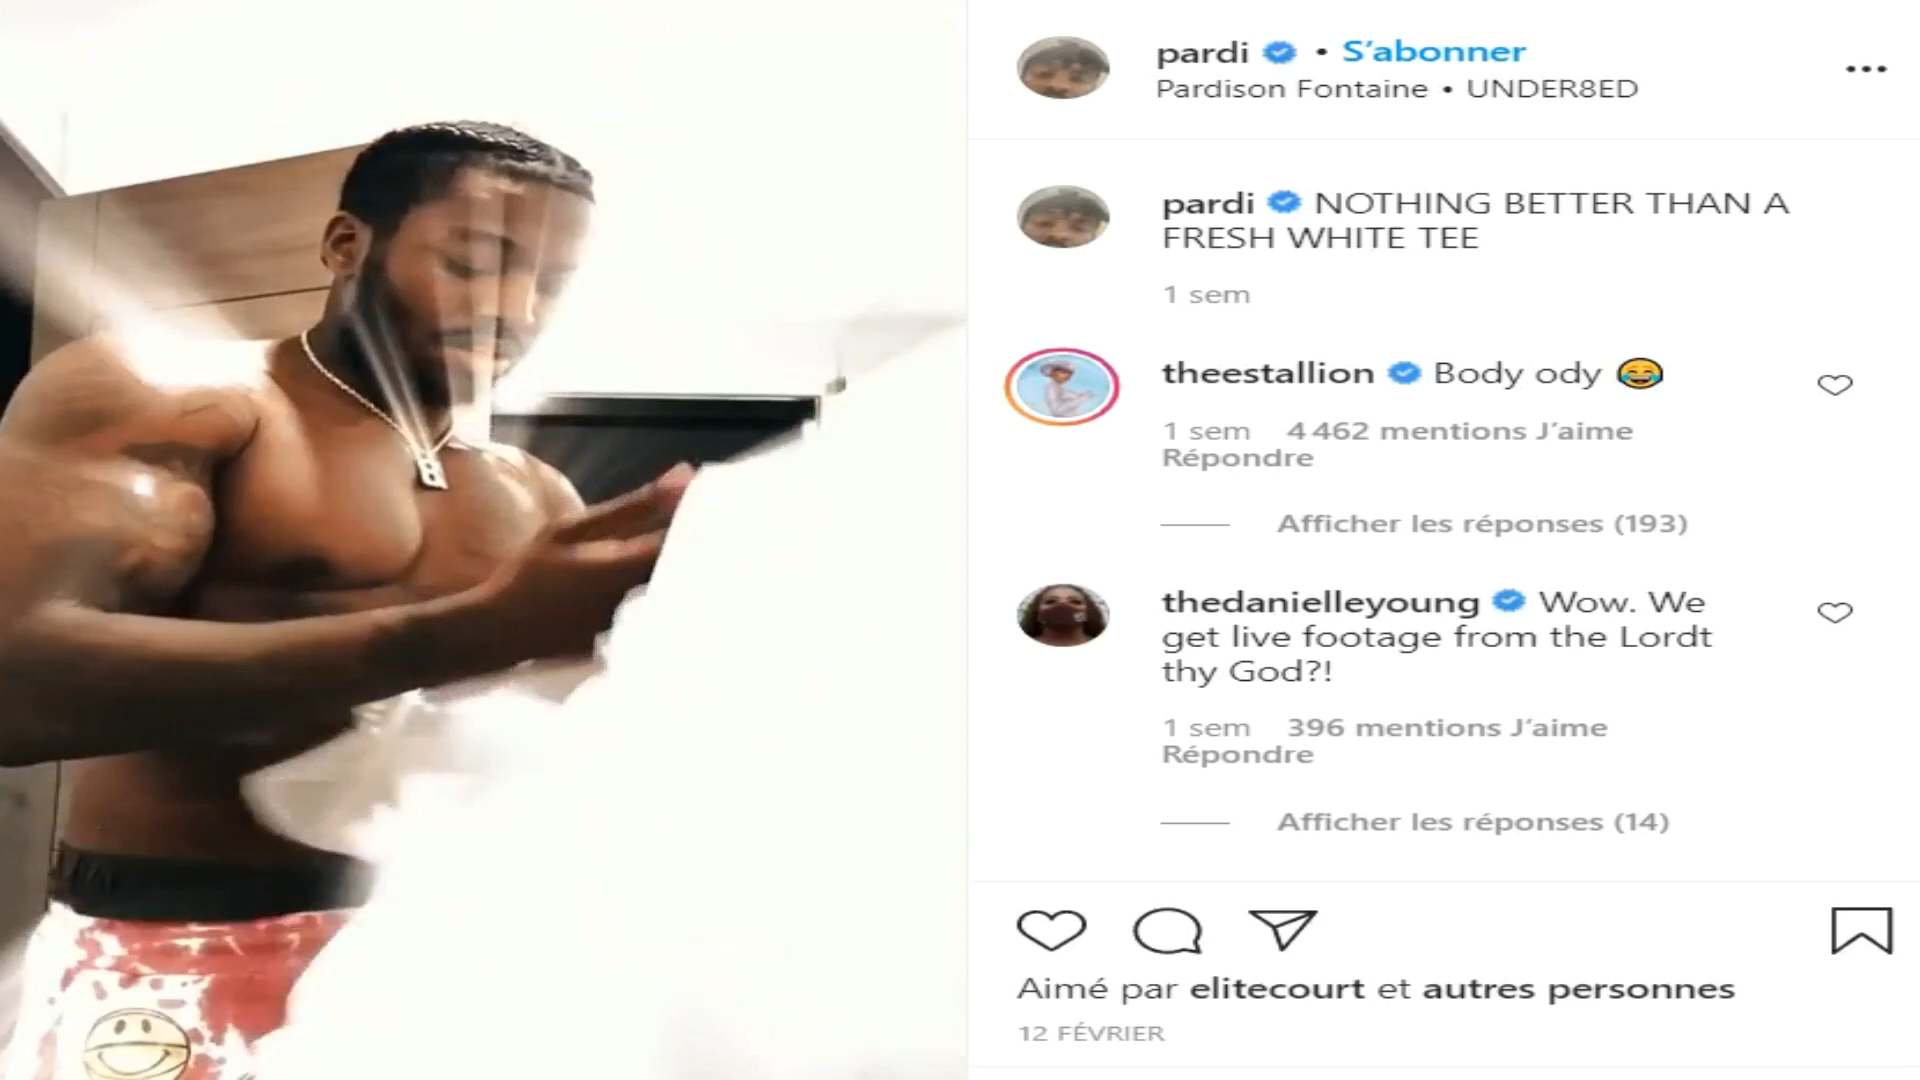 pardi • S’abonner
Pardison Fontaine • UNDER8ED
pardi NOTHING BETTER THAN A
FRESH WHITE TEE
1 sem
theestallion Body ody 😂
1 sem 4 462 mentions J’aime
Répondre
Afficher les réponses (193)
thedanielleyoung Wow. We
get live footage from the Lordt
thy God?!
1 sem 396 mentions J’aime
Répondre
Afficher les réponses (14)
Aimé par elitecourt et autres personnes
12 FÉVRIER